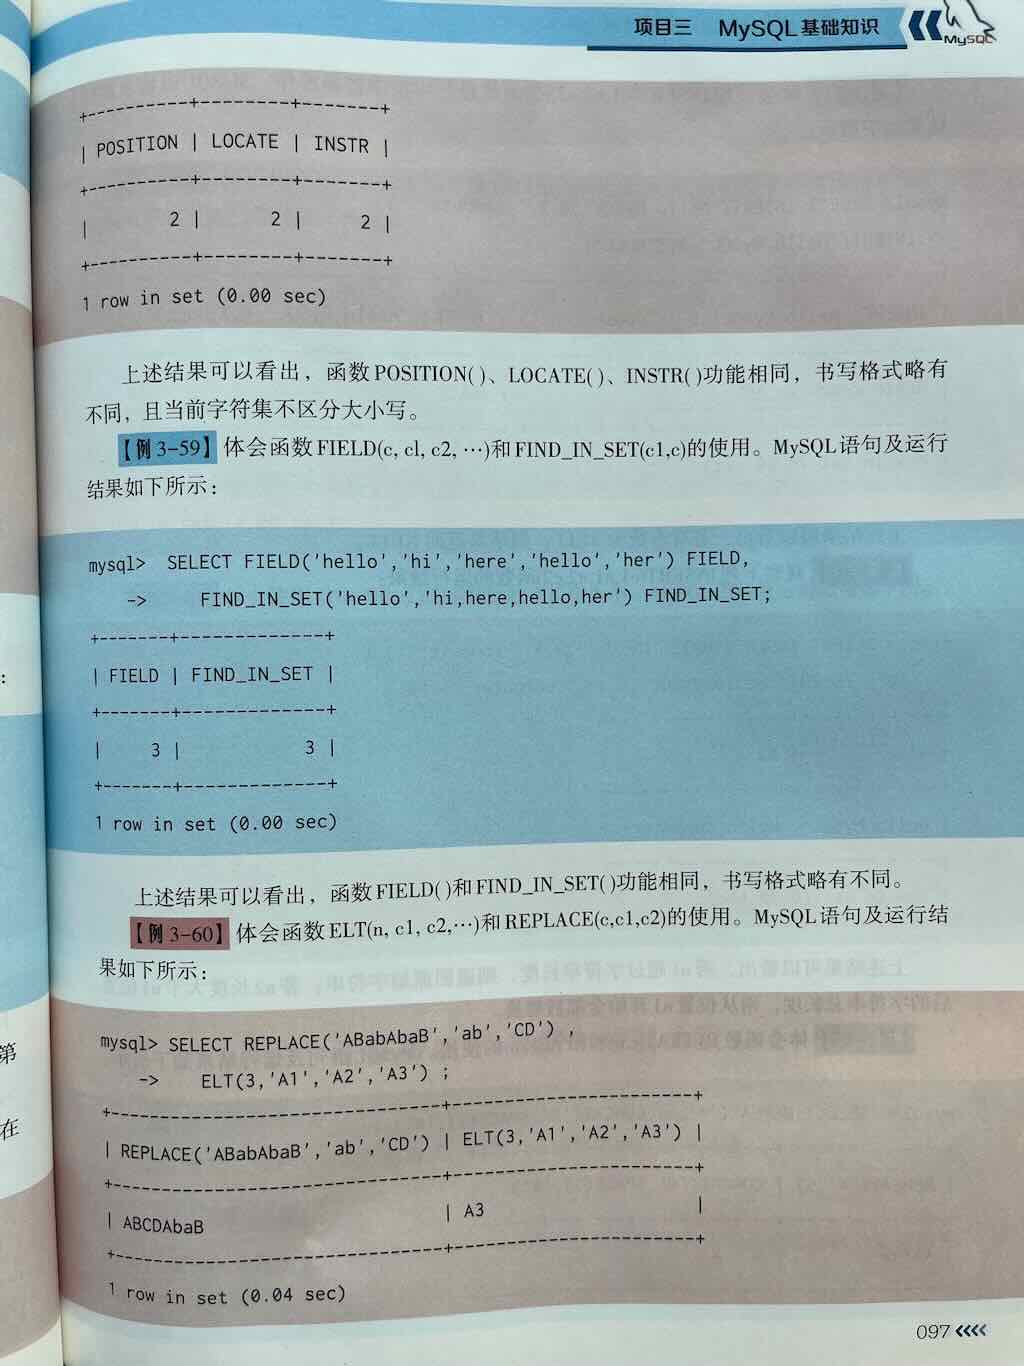 项目三 MySQL基础知识
MySQL
+----------+--------+-------+
| POSITION | LOCATE | INSTR |
+----------+--------+-------+
| 2 | 2 | 2 |
+----------+--------+-------+
1 row in set (0.00 sec)
上述结果可以看出，函数POSITION( )、LOCATE( )、INSTR( )功能相同，书写格式略有
不同，且当前字符集不区分大小写。
【例 3-59】体会函数FIELD(c, cl, c2, …)和FIND_IN_SET(c1,c)的使用。MySQL语句及运行
结果如下所示：
mysql> SELECT FIELD('hello','hi','here','hello','her') FIELD,
-> FIND_IN_SET('hello','hi,here,hello,her') FIND_IN_SET;
+-------+-------------+
| FIELD | FIND_IN_SET |
+-------+-------------+
| 3 | 3 |
+-------+-------------+
1 row in set (0.00 sec)
上述结果可以看出，函数FIELD( )和FIND_IN_SET( )功能相同，书写格式略有不同。
【例 3-60】体会函数ELT(n, c1, c2,…)和REPLACE(c,c1,c2)的使用。MySQL语句及运行结
果如下所示：
mysql> SELECT REPLACE('ABabAbaB','ab','CD') ,
-> ELT(3,'A1','A2','A3') ;
+-------------------------------+-----------------------+
| REPLACE('ABabAbaB','ab','CD') | ELT(3,'A1','A2','A3') |
+-------------------------------+-----------------------+
| ABCDAbaB | A3 |
+-------------------------------+-----------------------+
1 row in set (0.04 sec)
097
：
第
在